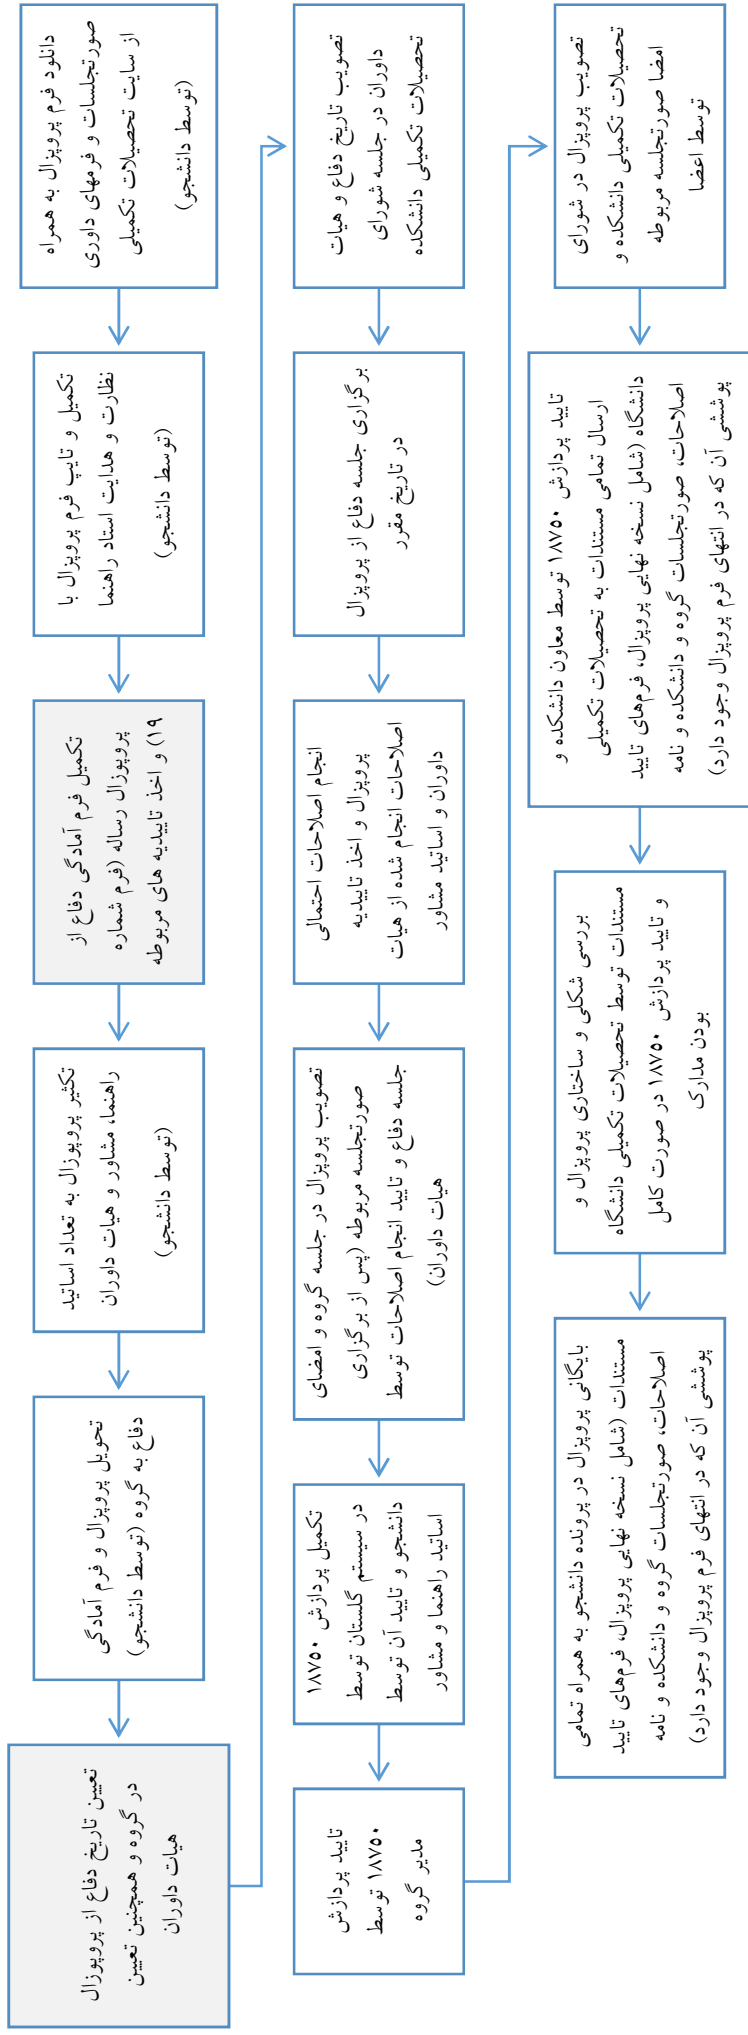 دانلود فرم پروپزال به همراه
صورتجلسات و فرمهای داوری
از سایت تحصیلات تکمیلی
(توسط دانشجو)
تکمیل و تایپ فرم پروپزال با
نظارت و هدایت استاد راهنما
(توسط دانشجو)
تکمیل فرم آمادگی دفاع از
پروپوزال رساله (فرم شماره
۱۹) و اخذ تاییدیه های مربوطه
تکثیر پروپوزال به تعداد اساتید
راهنما، مشاور و هیات داوران
(توسط دانشجو)
تحویل پروپزال و فرم آمادگی
دفاع به گروه (توسط دانشجو)
تعیین تاریخ دفاع از پروپوزال
در گروه و همچنین تعیین
هیات داوران
تصویب تاریخ دفاع و هیات
داوران در جلسه شورای
تحصیلات تکمیلی دانشکده
برگزاری جلسه دفاع از پروپزال
در تاریخ مقرر
انجام اصلاحات احتمالی
پروپزال و اخذ تاییدیه
اصلاحات انجام شده از هیات
داوران و اساتید مشاور
تصویب پروپزال در جلسه گروه و امضای
صورتجلسه مربوطه (پس از برگزاری
جلسه دفاع و تایید انجام اصلاحات توسط
هیات داوران)
تکمیل پردازش ۱۸۷۵۰
در سیستم گلستان توسط
دانشجو و تایید آن توسط
اساتید راهنما و مشاور
تایید پردازش
۱۸۷۵۰ توسط
مدیر گروه
تصویب پروپزال در شورای
تحصیلات تکمیلی دانشکده و
امضا صورتجلسه مربوطه
توسط اعضا
تایید پردازش ۱۸۷۵۰ توسط معاون دانشکده و
ارسال تمامی مستندات به تحصیلات تکمیلی
دانشگاه (شامل نسخه نهایی پروپزال، فرم‌های تایید
اصلاحات، صورتجلسات گروه و دانشکده و نامه
پوششی آن که در انتهای فرم پروپزال وجود دارد)
بررسی شکلی و ساختاری پروپزال و
مستندات توسط تحصیلات تکمیلی دانشگاه
و تایید پردازش ۱۸۷۵۰ در صورت کامل
بودن مدارک
بایگانی پروپزال در پرونده دانشجو به همراه تمامی
مستندات (شامل نسخه نهایی پروپزال، فرم‌های تایید
اصلاحات، صورتجلسات گروه و دانشکده و نامه
پوششی آن که در انتهای فرم پروپزال وجود دارد)